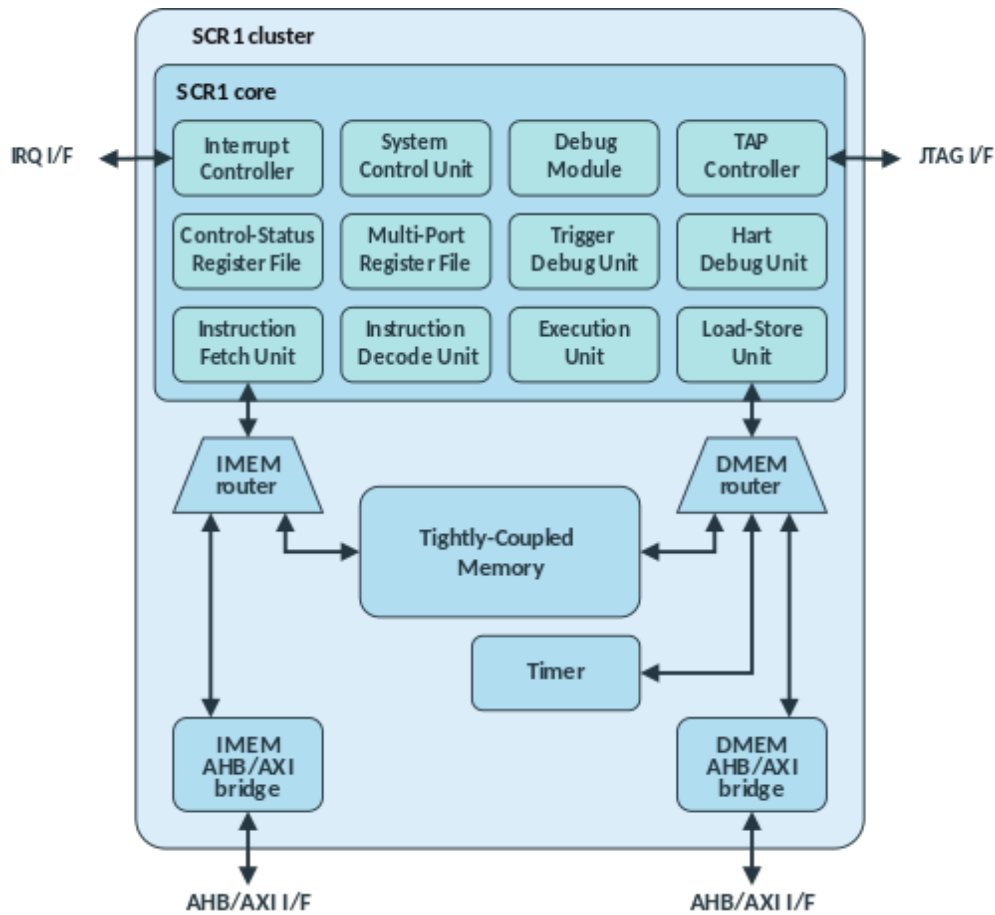 SCR1 cluster
SCR1 core
IRQ I/F
Interrupt
Controller
System
Control Unit
Debug
Module
TAP
Controller
JTAG I/F
Control-Status
Register File
Multi-Port
Register File
Trigger
Debug Unit
Hart
Debug Unit
Instruction
Fetch Unit
Instruction
Decode Unit
Execution
Unit
Load-Store
Unit
IMEM
router
DMEM
router
Tightly-Coupled
Memory
Timer
IMEM
AHB/AXI
bridge
DMEM
AHB/AXI
bridge
AHB/AXI I/F
AHB/AXI I/F